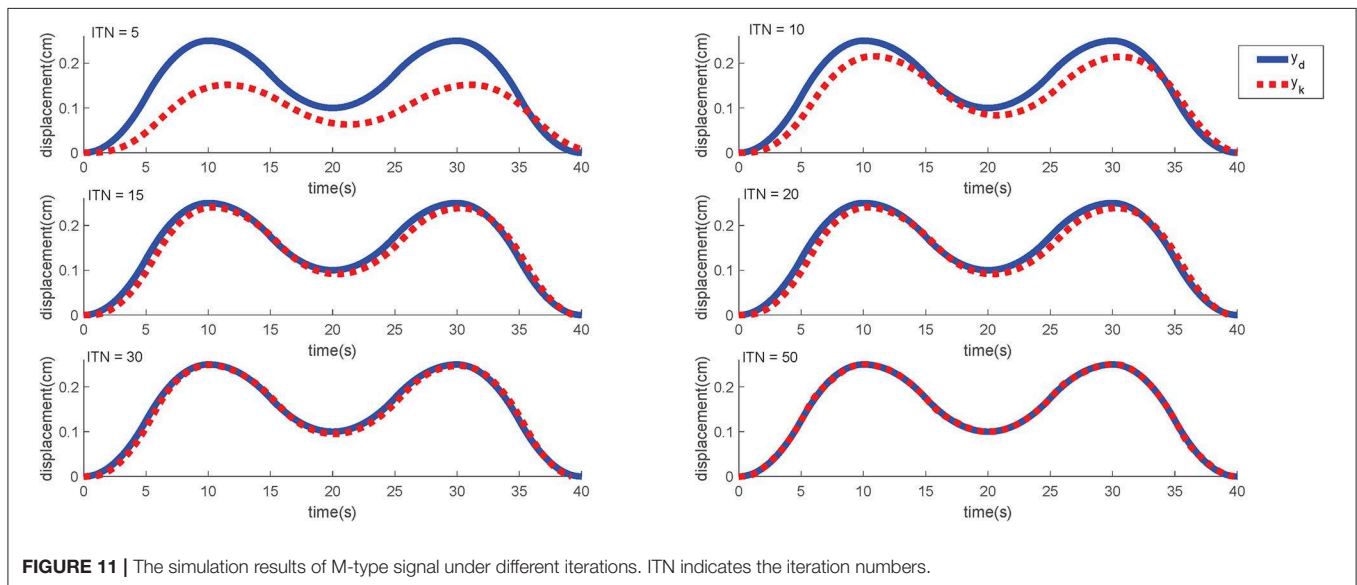 ITN = 5
displacement(cm)
0.2
0.1
0
0 5 10 15 20 25 30 35 40
time(s)
ITN = 10
displacement(cm)
0.2
0.1
0
0 5 10 15 20 25 30 35 40
time(s)
y_d
y_k
ITN = 15
displacement(cm)
0.2
0.1
0
0 5 10 15 20 25 30 35 40
time(s)
ITN = 20
displacement(cm)
0.2
0.1
0
0 5 10 15 20 25 30 35 40
time(s)
ITN = 30
displacement(cm)
0.2
0.1
0
0 5 10 15 20 25 30 35 40
time(s)
ITN = 50
displacement(cm)
0.2
0.1
0
0 5 10 15 20 25 30 35 40
time(s)
FIGURE 11 | The simulation results of M-type signal under different iterations. ITN indicates the iteration numbers.